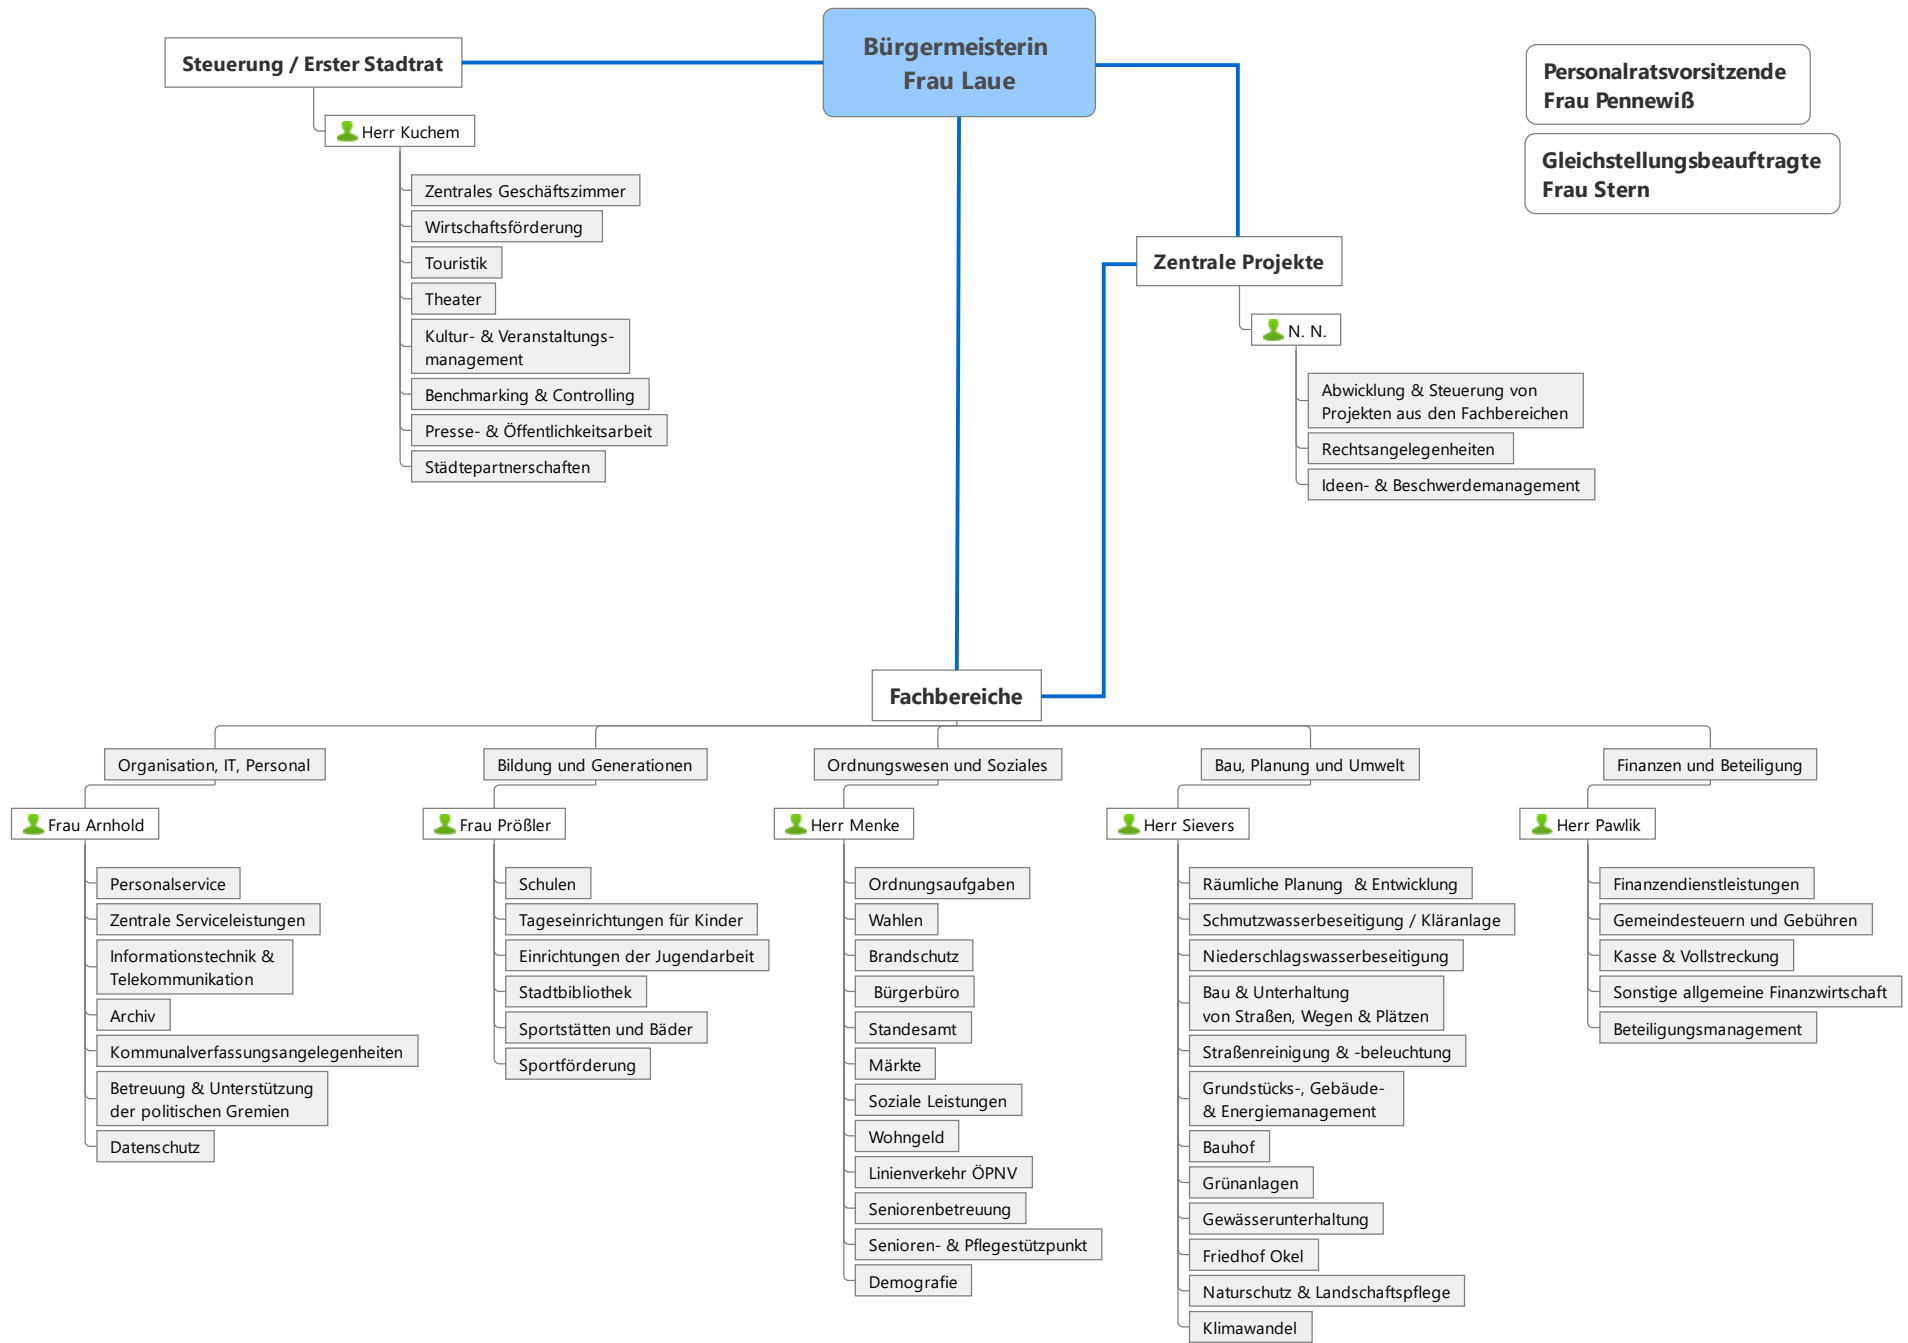 Bürgermeisterin
Frau Laue
Steuerung / Erster Stadtrat
Herr Kuchem
Zentrales Geschäftszimmer
Wirtschaftsförderung
Touristik
Theater
Kultur- & Veranstaltungs-
management
Benchmarking & Controlling
Presse- & Öffentlichkeitsarbeit
Städtepartnerschaften
Personalratsvorsitzende
Frau Pennewiß
Gleichstellungsbeauftragte
Frau Stern
Zentrale Projekte
N. N.
Abwicklung & Steuerung von
Projekten aus den Fachbereichen
Rechtsangelegenheiten
Ideen- & Beschwerdemanagement
Fachbereiche
Organisation, IT, Personal
Frau Arnhold
Personalservice
Zentrale Serviceleistungen
Informationstechnik &
Telekommunikation
Archiv
Kommunalverfassungsangelegenheiten
Betreuung & Unterstützung
der politischen Gremien
Datenschutz
Bildung und Generationen
Frau Prößler
Schulen
Tageseinrichtungen für Kinder
Einrichtungen der Jugendarbeit
Stadtbibliothek
Sportstätten und Bäder
Sportförderung
Ordnungswesen und Soziales
Herr Menke
Ordnungsaufgaben
Wahlen
Brandschutz
Bürgerbüro
Standesamt
Märkte
Soziale Leistungen
Wohngeld
Linienverkehr ÖPNV
Seniorenbetreuung
Senioren- & Pflegestützpunkt
Demografie
Bau, Planung und Umwelt
Herr Sievers
Räumliche Planung & Entwicklung
Schmutzwasserbeseitigung / Kläranlage
Niederschlagswasserbeseitigung
Bau & Unterhaltung
von Straßen, Wegen & Plätzen
Straßenreinigung & -beleuchtung
Grundstücks-, Gebäude-
& Energiemanagement
Bauhof
Grünanlagen
Gewässerunterhaltung
Friedhof Okel
Naturschutz & Landschaftspflege
Klimawandel
Finanzen und Beteiligung
Herr Pawlik
Finanzendienstleistungen
Gemeindesteuern und Gebühren
Kasse & Vollstreckung
Sonstige allgemeine Finanzwirtschaft
Beteiligungsmanagement